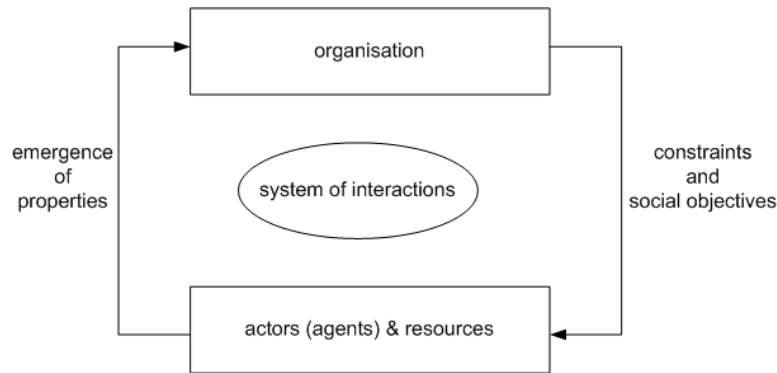 organisation
emergence
of
properties
system of interactions
constraints
and
social objectives
actors (agents) & resources